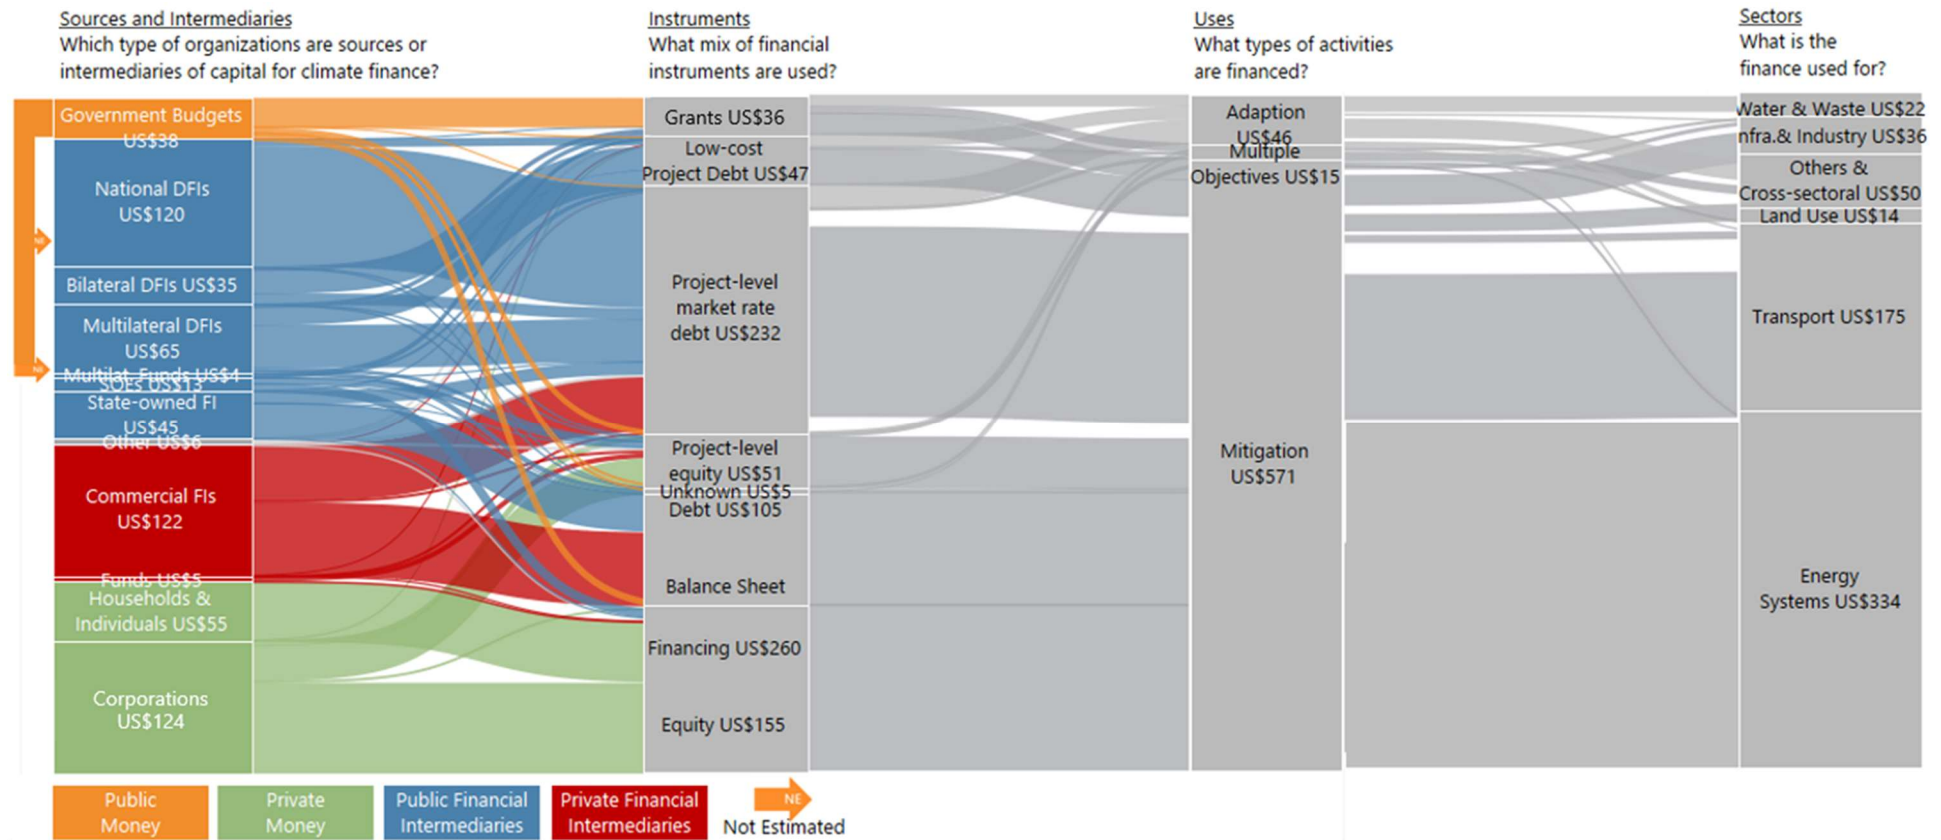 Sources and Intermediaries
Which type of organizations are sources or
intermediaries of capital for climate finance?
Instruments
What mix of financial
instruments are used?
Uses
What types of activities
are financed?
Sectors
What is the
finance used for?
Government Budgets
US$38
National DFIs
US$120
Bilateral DFIs US$35
Multilateral DFIs
US$65
Multilat. Funds US$4
SOEs US$13
State-owned FI
US$45
Other US$6
Commercial FIs
US$122
Funds US$5
Households &
Individuals US$55
Corporations
US$124
NE
NE
Grants US$36
Low-cost
Project Debt US$47
Project-level
market rate
debt US$232
Project-level
equity US$51
Unknown US$5
Debt US$105
Balance Sheet
Financing US$260
Equity US$155
Adaption
US$46
Multiple
Objectives US$15
Mitigation
US$571
Water & Waste US$22
nfra.& Industry US$36
Others &
Cross-sectoral US$50
Land Use US$14
Transport US$175
Energy
Systems US$334
Public
Money
Private
Money
Public Financial
Intermediaries
Private Financial
Intermediaries
NE
Not Estimated